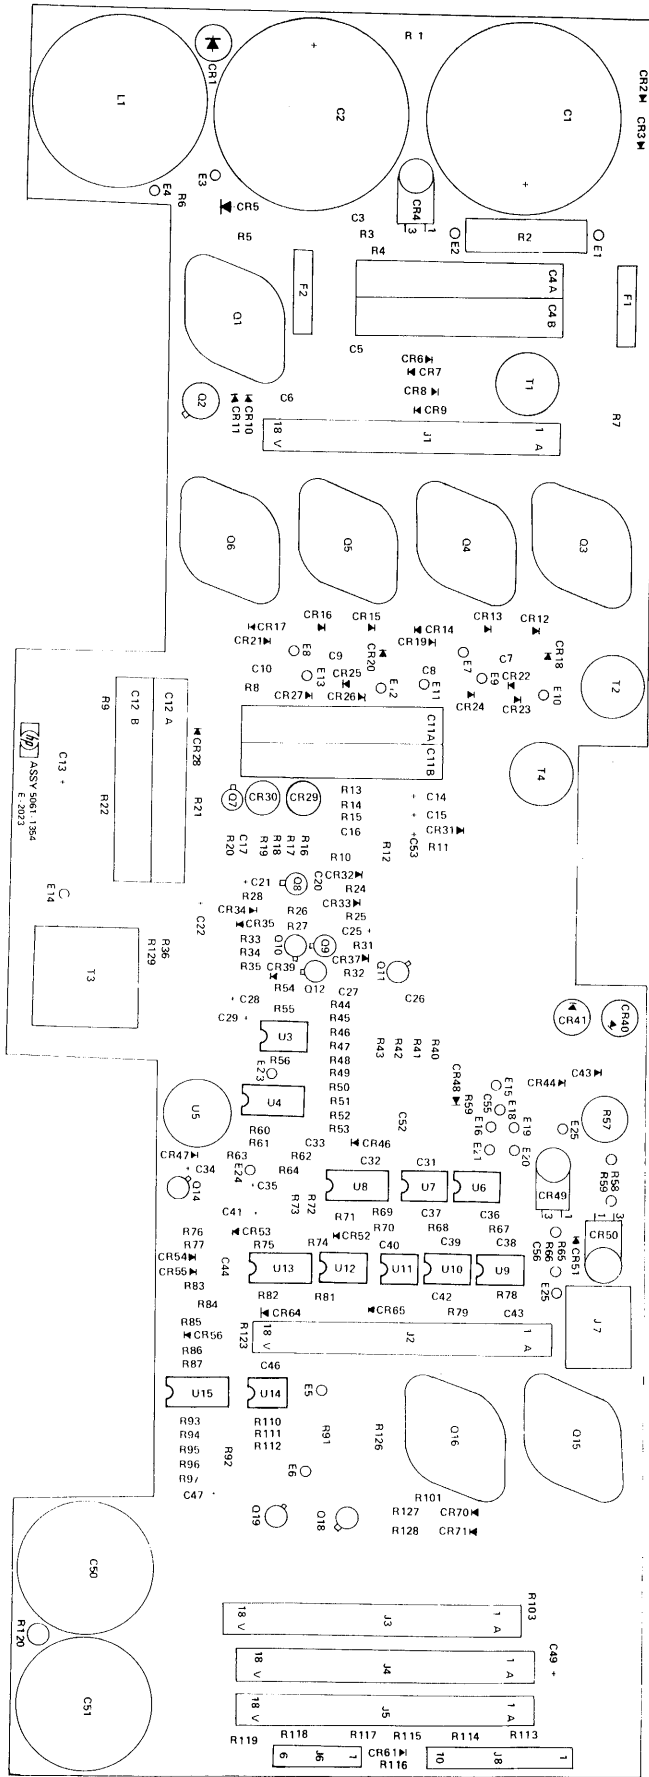 R 1
CR2
CR3
CR1
L1
C2
C1
+
+
E3
E4
R6
CR5
CR4
3 1
C3
R3
E2
R2
E1
R5
R4
F2
C4 A
C4 B
F1
Q1
C5
CR6
CR7
CR8
CR9
T1
Q2
CR11
CR10
C6
18 V
J1
1 A
R7
Q6
Q5
Q4
Q3
CR17
CR16
CR15
CR14
CR13
CR12
CR21
CR19
E8
C9
CR20
E7
C7
CR18
C10
E13
CR25
C8
E9
CR22
T2
R8
CR27
CR26
E12
E11
CR24
CR23
E10
R9
C12 B
C12 A
CR28
C11A
C11B
T4
hp
ASSY 5061-1354
E-2023
C13 +
R22
R21
Q7
CR30
CR29
R13
R14
R15
C16
+ C14
+ C15
CR31
+ C53
R11
R20
C17
R19
R18
R17
R16
R10
R12
E14
+ C21
Q8
C20
CR32
R24
R28
CR33
CR34
R26
R25
+ C22
CR35
R27
C25 +
R33
Q10
Q9
R31
R34
CR37
R35
CR39
R32
Q11
T3
R129
R36
R54
Q12
C27
C26
+ C28
R55
R44
C29 +
R45
U3
R46
R47
R43
R42
R41
R40
CR41
CR40
R56
R48
E23
R49
CR48
CR44
C43
U5
U4
R50
R59
E15
R51
C55
E18
R52
R60
R53
E16
E19
E25
R57
R61
C33
CR46
C52
E21
E20
CR47
R63
R62
+ C34
E24
R64
C32
C31
R58
R59
Q14
C35
U8
U7
U6
CR49
3 1
1 3
R73
R72
C41
R71
R69
C37
C36
CR50
R76
CR53
CR52
R70
R68
R67
R77
R75
R74
C40
C39
C38
C56
R66
R65
CR51
CR54
CR55
C44
U13
U12
U11
U10
U9
R83
R82
R81
C42
R78
E25
R84
CR64
CR65
R79
C43
J7
R85
CR56
R123
18 V
J2
1 A
R86
R87
C46
U15
U14
E5
R93
R110
Q16
Q15
R94
R111
R91
R126
R95
R92
R112
R96
E6
R97
C47
R101
Q19
Q18
R127
CR70
R128
CR71
C50
R120
C51
18 V
J3
1 A
R103
18 V
J4
1 A
C49 +
18 V
J5
1 A
R119
R118
R117
R115
R114
R113
6 J6 1
CR61
R116
10 J8 1